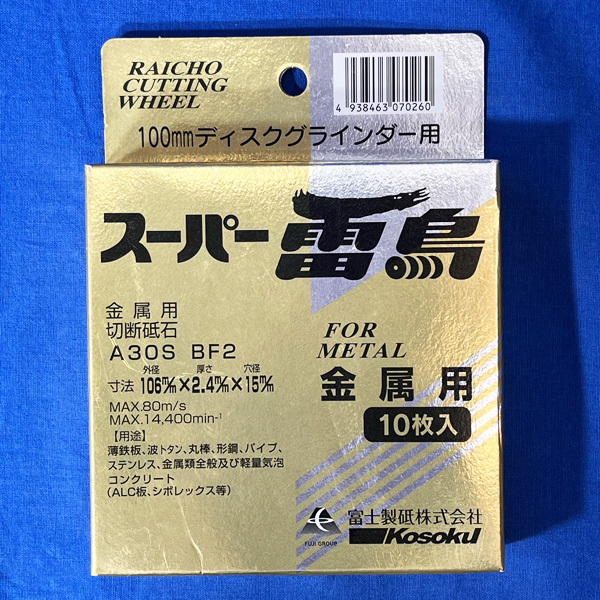 RAICHO
CUTTING
WHEEL
4 938463 070260
100mmディスクグラインダー用
スーパー雷鳥
金属用
切断砥石
A30S BF2
外径 厚さ 穴径
寸法 106m/m×2.4m/m×15m/m
MAX.80m/s
MAX.14,400min-1
【用途】
薄鉄板、波トタン、丸棒、形鋼、パイプ、
ステンレス、金属類全般及び軽量気泡
コンクリート
(ALC板、シポレックス等)
FOR
METAL
金属用
10枚入
FUJI GROUP
富士製砥株式会社
Kosoku